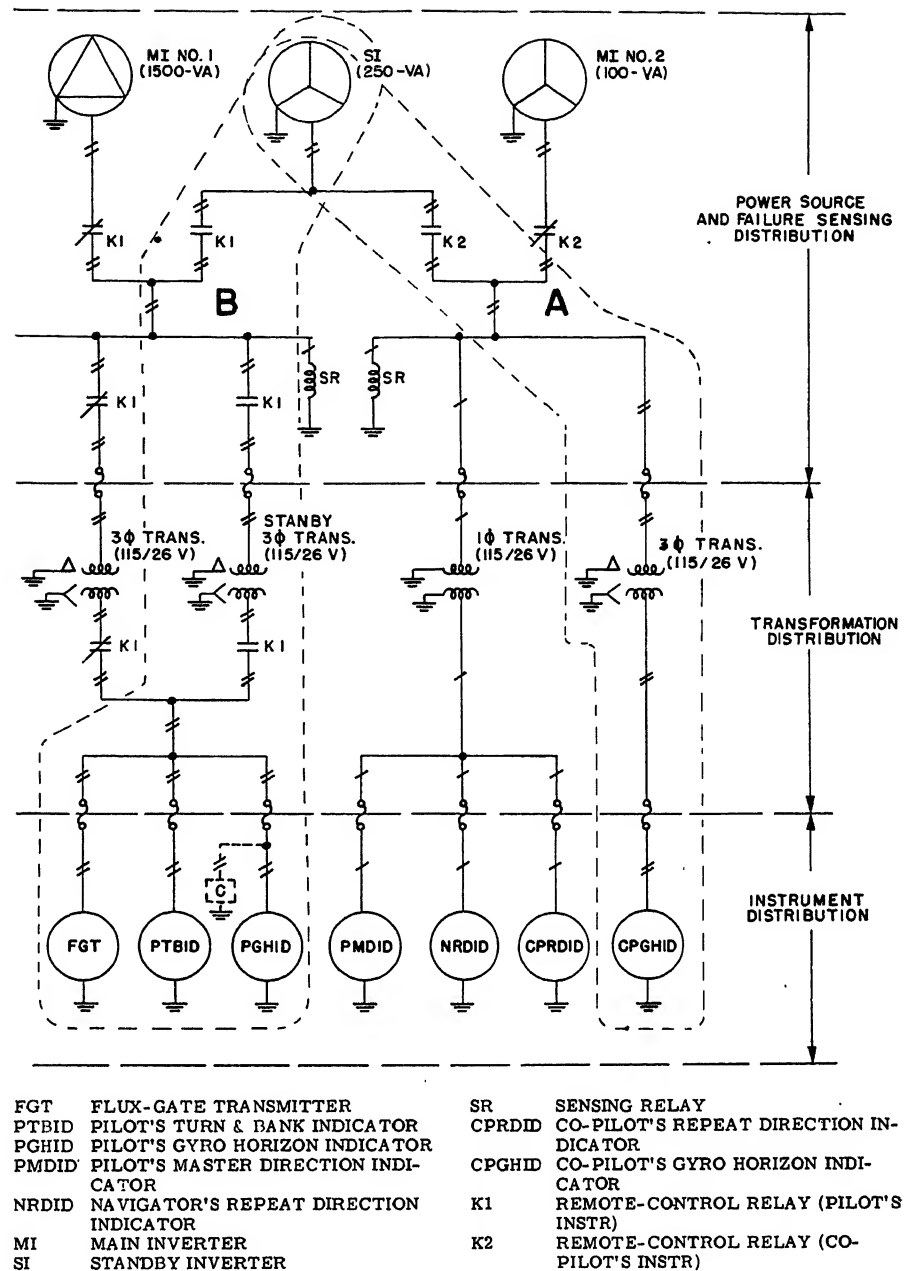 MI NO. 1
(1500-VA)
SI
(250-VA)
MI NO. 2
(100-VA)
K1
K1
K2
K2
POWER SOURCE
AND FAILURE SENSING
DISTRIBUTION
B
A
K1
K1
SR
SR
3ϕ TRANS.
(115/26 V)
STANBY
3ϕ TRANS.
(115/26 V)
1ϕ TRANS.
(115/26 V)
3ϕ TRANS.
(115/26 V)
Δ
Y
Δ
Y
Δ
Y
K1
K1
TRANSFORMATION
DISTRIBUTION
C
INSTRUMENT
DISTRIBUTION
FGT
PTBID
PGHID
PMDID
NRDID
CPRDID
CPGHID
FGT FLUX-GATE TRANSMITTER
PTBID PILOT'S TURN & BANK INDICATOR
PGHID PILOT'S GYRO HORIZON INDICATOR
PMDID PILOT'S MASTER DIRECTION INDI-
CATOR
NRDID NAVIGATOR'S REPEAT DIRECTION
INDICATOR
MI MAIN INVERTER
SI STANDBY INVERTER
SR SENSING RELAY
CPRDID CO-PILOT'S REPEAT DIRECTION IN-
DICATOR
CPGHID CO-PILOT'S GYRO HORIZON INDI-
CATOR
K1 REMOTE-CONTROL RELAY (PILOT'S
INSTR)
K2 REMOTE-CONTROL RELAY (CO-
PILOT'S INSTR)